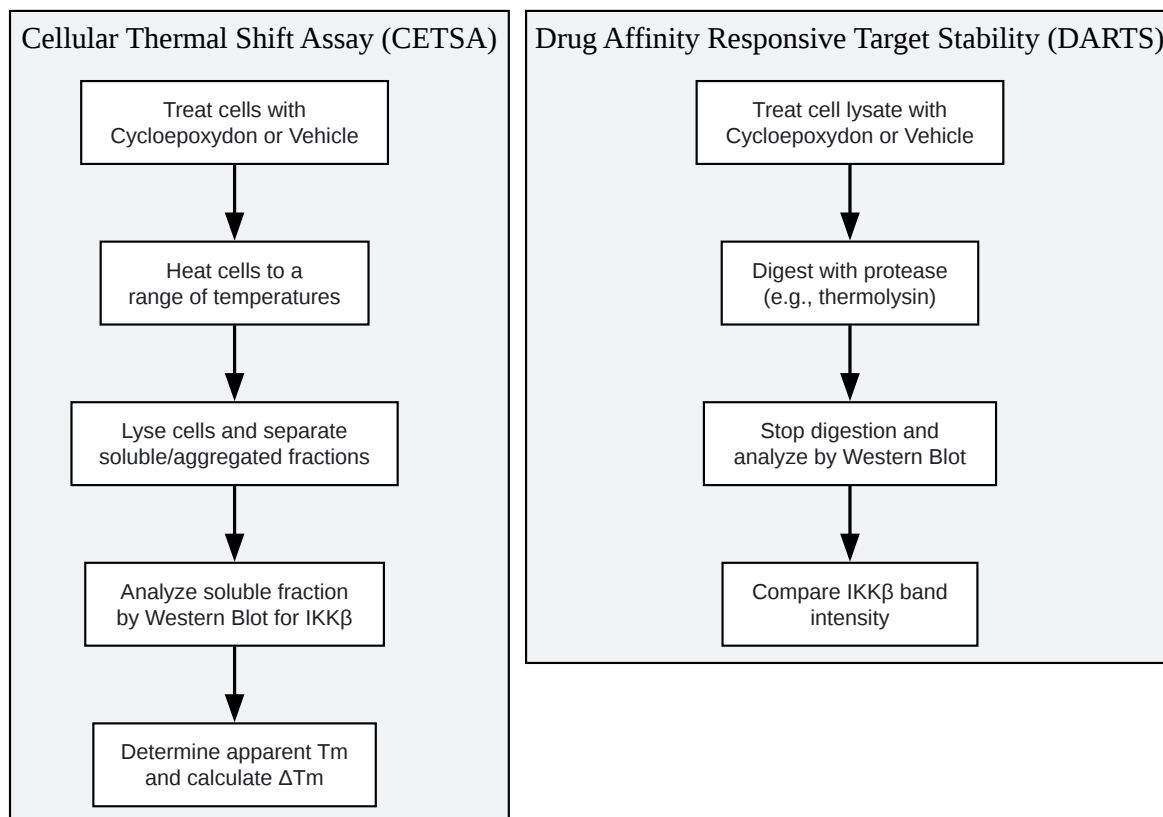 Cellular Thermal Shift Assay (CETSA)
Treat cells with
Cycloepoxydon or Vehicle
Heat cells to a
range of temperatures
Lyse cells and separate
soluble/aggregated fractions
Analyze soluble fraction
by Western Blot for IKKβ
Determine apparent Tm
and calculate ΔTm
Drug Affinity Responsive Target Stability (DARTS)
Treat cell lysate with
Cycloepoxydon or Vehicle
Digest with protease
(e.g., thermolysin)
Stop digestion and
analyze by Western Blot
Compare IKKβ band
intensity